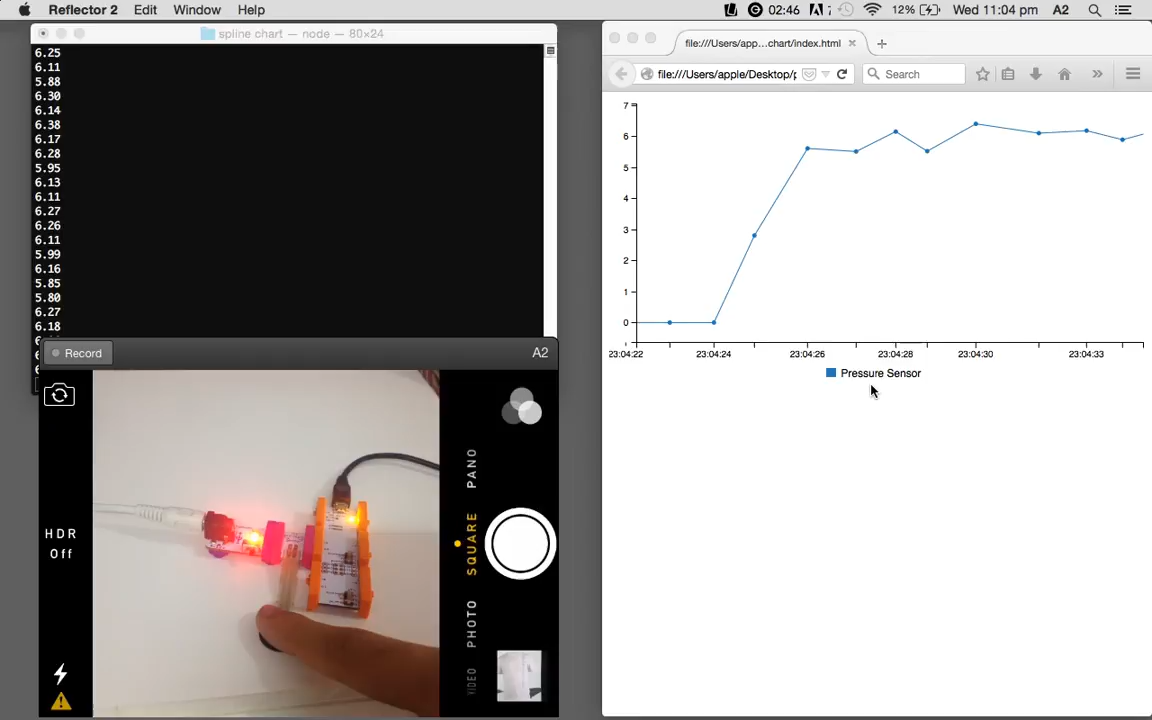 Reflector 2 Edit Window Help 02:46 7 12% Wed 11:04 pm A2
spline chart — node — 80×24
6.25
6.11
5.88
6.30
6.14
6.38
6.17
6.28
5.95
6.13
6.11
6.27
6.26
6.11
5.99
6.16
5.85
5.80
6.27
6.18
6
6
Record A2
HDR
Off
PANO
SQUARE
PHOTO
VIDEO
file:///Users/app...chart/index.html
file:///Users/apple/Desktop/p
Search
7
6
5
4
3
2
1
0
23:04:22 23:04:24 23:04:26 23:04:28 23:04:30 23:04:33
Pressure Sensor